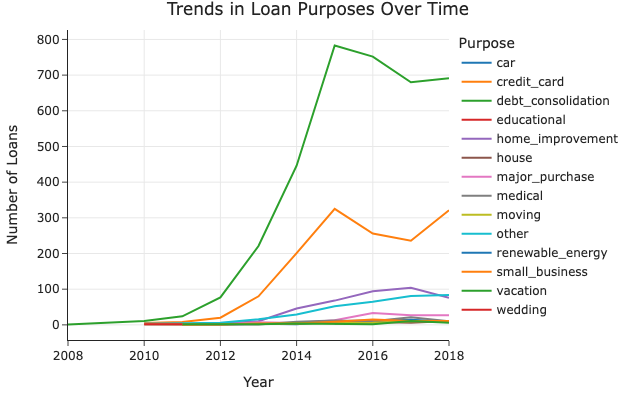 Trends in Loan Purposes Over Time
Number of Loans
800
700
600
500
400
300
200
100
0
2008 2010 2012 2014 2016 2018
Year
Purpose
car
credit_card
debt_consolidation
educational
home_improvement
house
major_purchase
medical
moving
other
renewable_energy
small_business
vacation
wedding